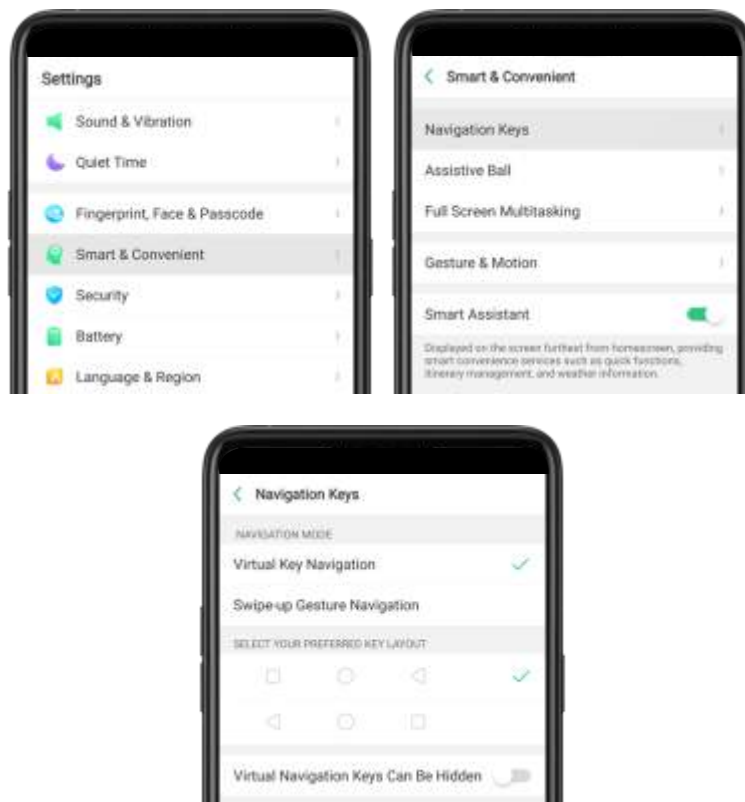 Settings
Sound & Vibration
Quiet Time
Fingerprint, Face & Passcode
Smart & Convenient
Security
Battery
Language & Region
Smart & Convenient
Navigation Keys
Assistive Ball
Full Screen Multitasking
Gesture & Motion
Smart Assistant
Displayed on the screen furthest from homescreen, providing
smart convenience services such as quick functions,
itinerary management, and weather information.
Navigation Keys
NAVIGATION MODE
Virtual Key Navigation
Swipe-up Gesture Navigation
SELECT YOUR PREFERRED KEY LAYOUT
Virtual Navigation Keys Can Be Hidden